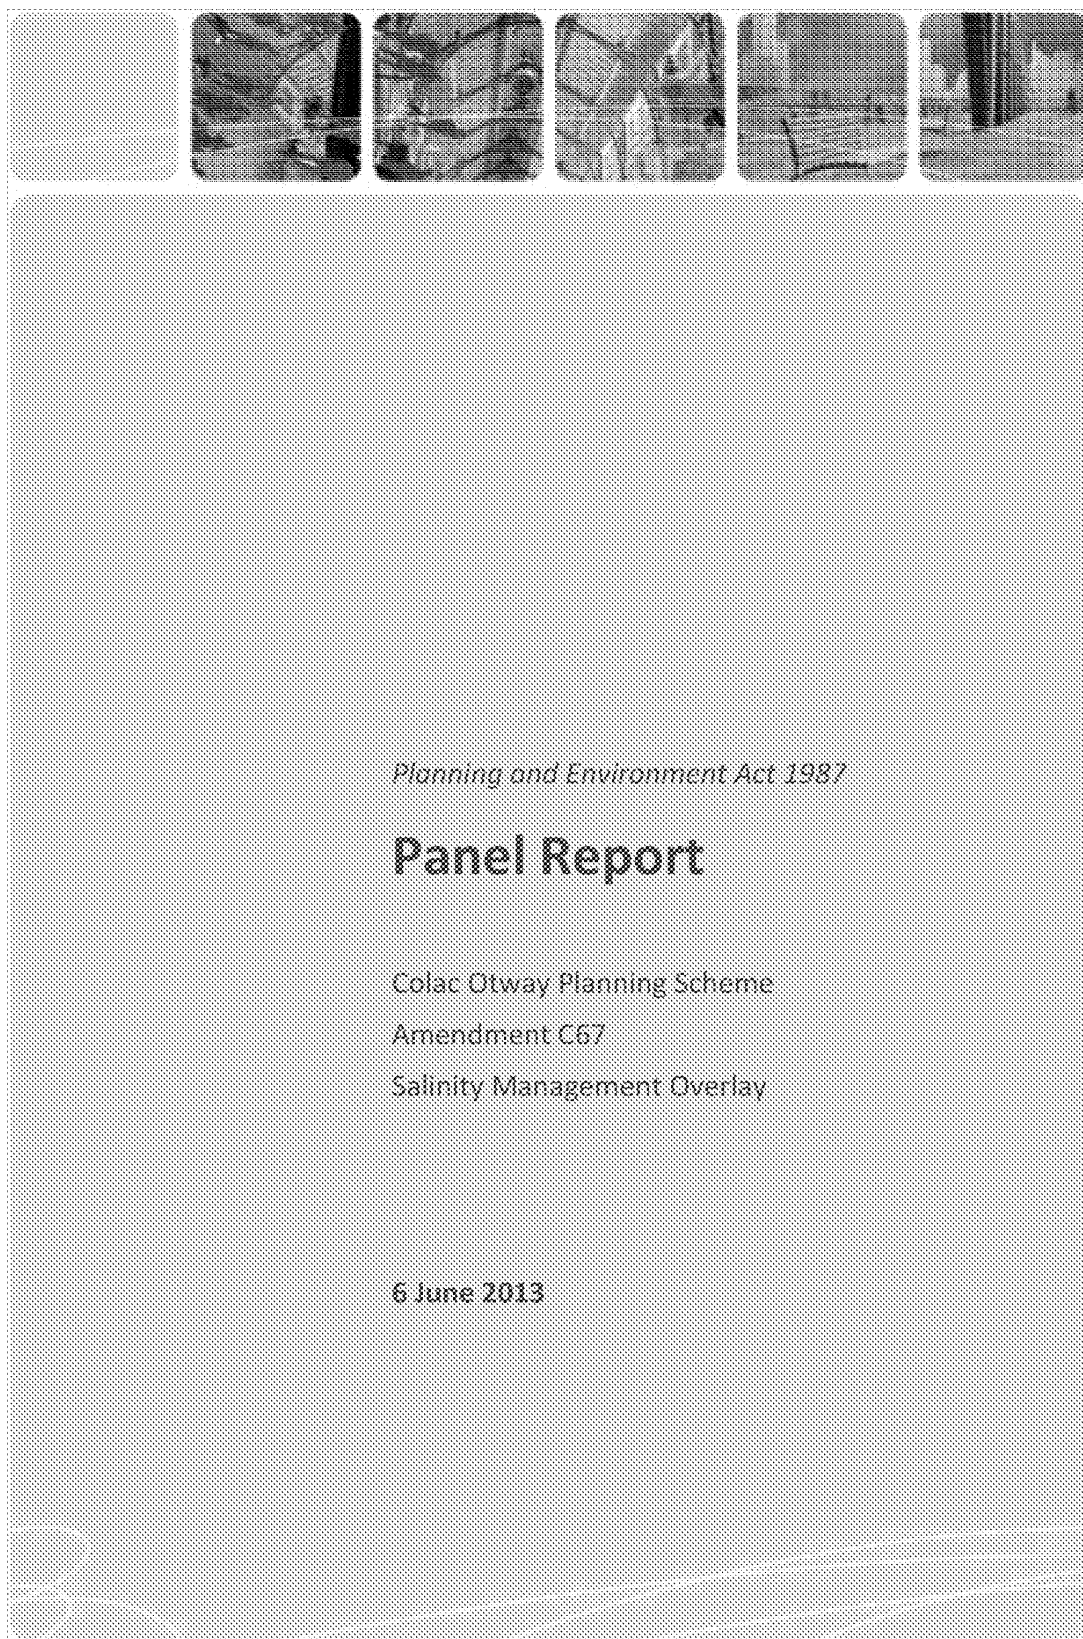 Planning and Environment Act 1987
Panel Report
Colac Otway Planning Scheme
Amendment C67
Salinity Management Overlay
6 June 2013